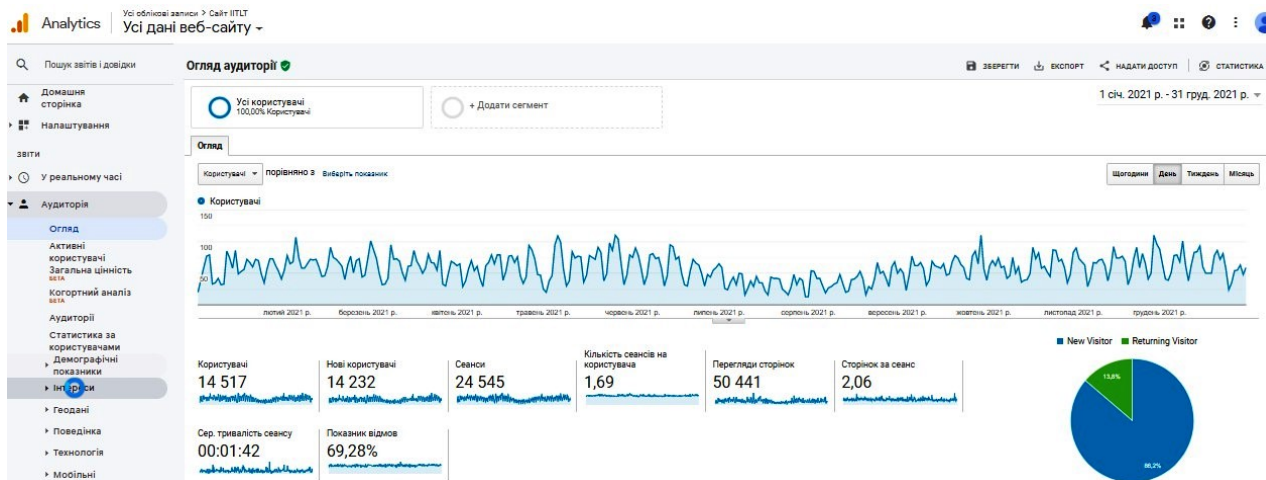 Analytics
Усі облікові записи > Сайт ІІТLT
Усі дані веб-сайту
3
Пошук звітів і довідки
Домашня
сторінка
Налаштування
ЗВІТИ
У реальному часі
Аудиторія
Огляд
Активні
користувачі
Загальна цінність
БЕТА
Когортний аналіз
БЕТА
Аудиторії
Статистика за
користувачами
Демографічні
показники
Інтереси
Геодані
Поведінка
Технологія
Мобільні
Огляд аудиторії
ЗБЕРЕГТИ
ЕКСПОРТ
НАДАТИ ДОСТУП
СТАТИСТИКА
1 січ. 2021 р. - 31 груд. 2021 р.
Усі користувачі
100,00% Користувачі
+ Додати сегмент
Огляд
Користувачі порівняно з Виберіть показник
Щогодини День Тиждень Місяць
Користувачі
150
100
50
лютий 2021 р. березень 2021 р. квітень 2021 р. травень 2021 р. червень 2021 р. липень 2021 р. серпень 2021 р. вересень 2021 р. жовтень 2021 р. листопад 2021 р. грудень 2021 р.
Користувачі
14 517
Нові користувачі
14 232
Сеанси
24 545
Кількість сеансів на
користувача
1,69
Перегляди сторінок
50 441
Сторінок за сеанс
2,06
Сер. тривалість сеансу
00:01:42
Показник відмов
69,28%
New Visitor Returning Visitor
13,8%
86,2%